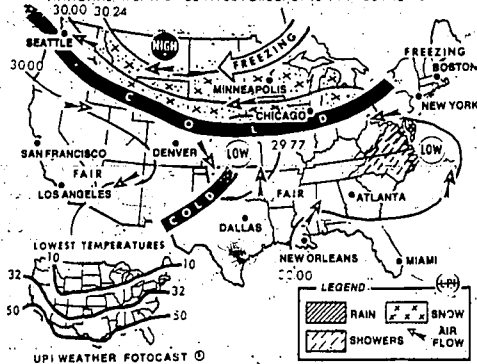 30.00 30.24
SEATTLE
HIGH
FREEZING
FREEZING
BOSTON
30.00
MINNEAPOLIS
NEW YORK
C O L D
CHICAGO
SAN FRANCISCO
DENVER
LOW
29.77
LOW
FAIR
LOS ANGELES
FAIR
ATLANTA
COLD
DALLAS
LOWEST TEMPERATURES
NEW ORLEANS
MIAMI
10
10
32
32
50
50
UPI
LEGEND
RAIN
SNOW
SHOWERS
AIR FLOW
UPI WEATHER FOTOCAST